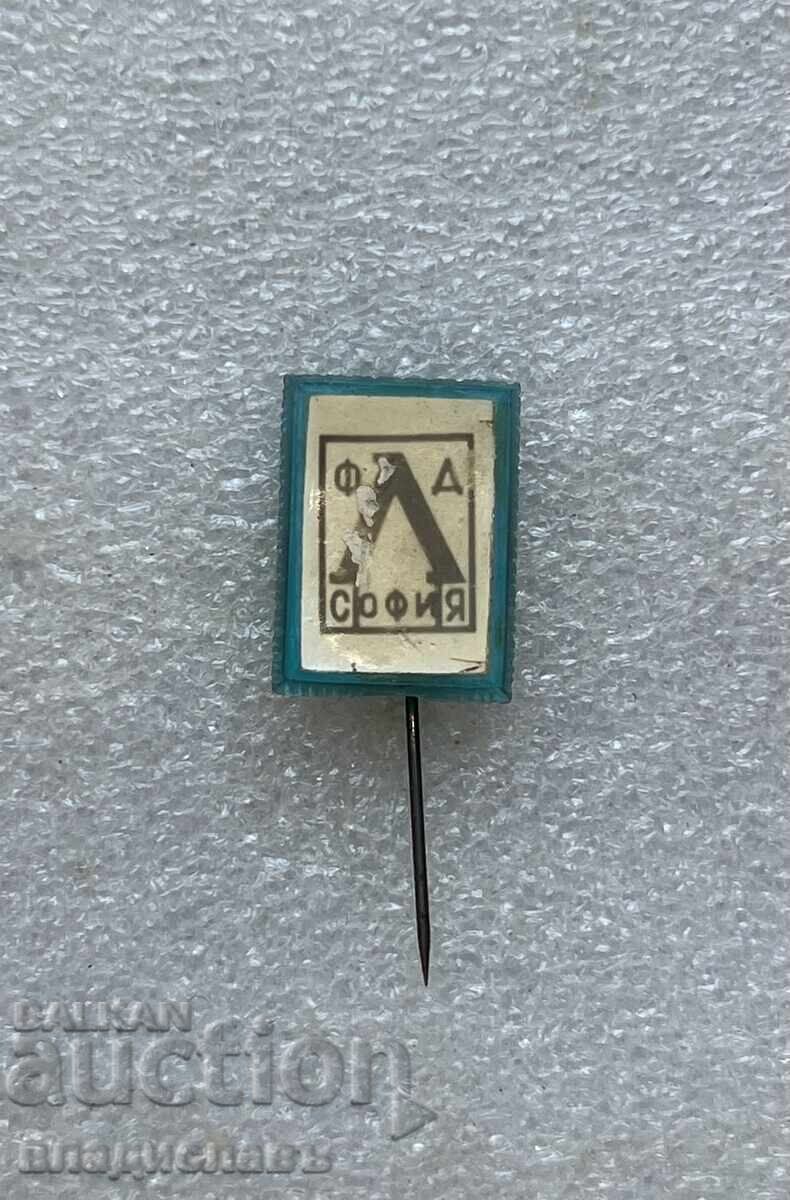 Ф Л Д
София
BALKAN
auction
Владиславъ